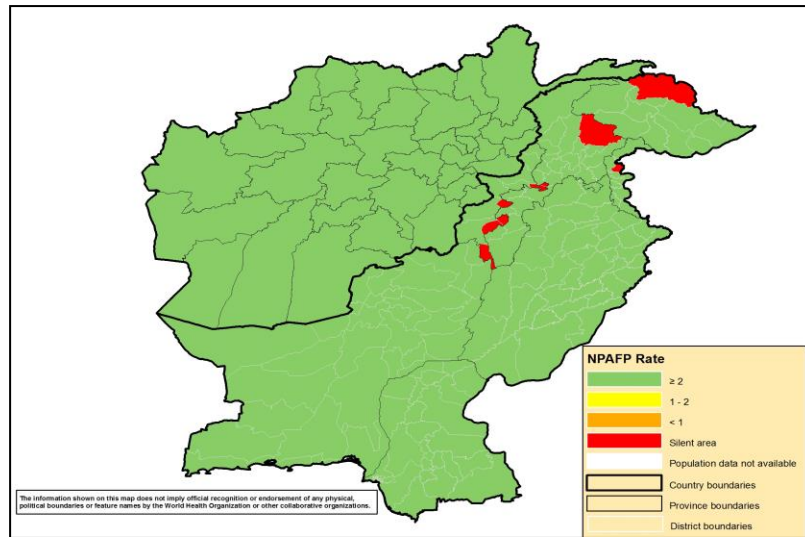 NPAFP Rate
≥ 2
1 - 2
< 1
Silent area
Population data not available
Country boundaries
Province boundaries
District boundaries
The information shown on this map does not imply official recognition or endorsement of any physical,
political boundaries or feature names by the World Health Organization or other collaborative organizations.